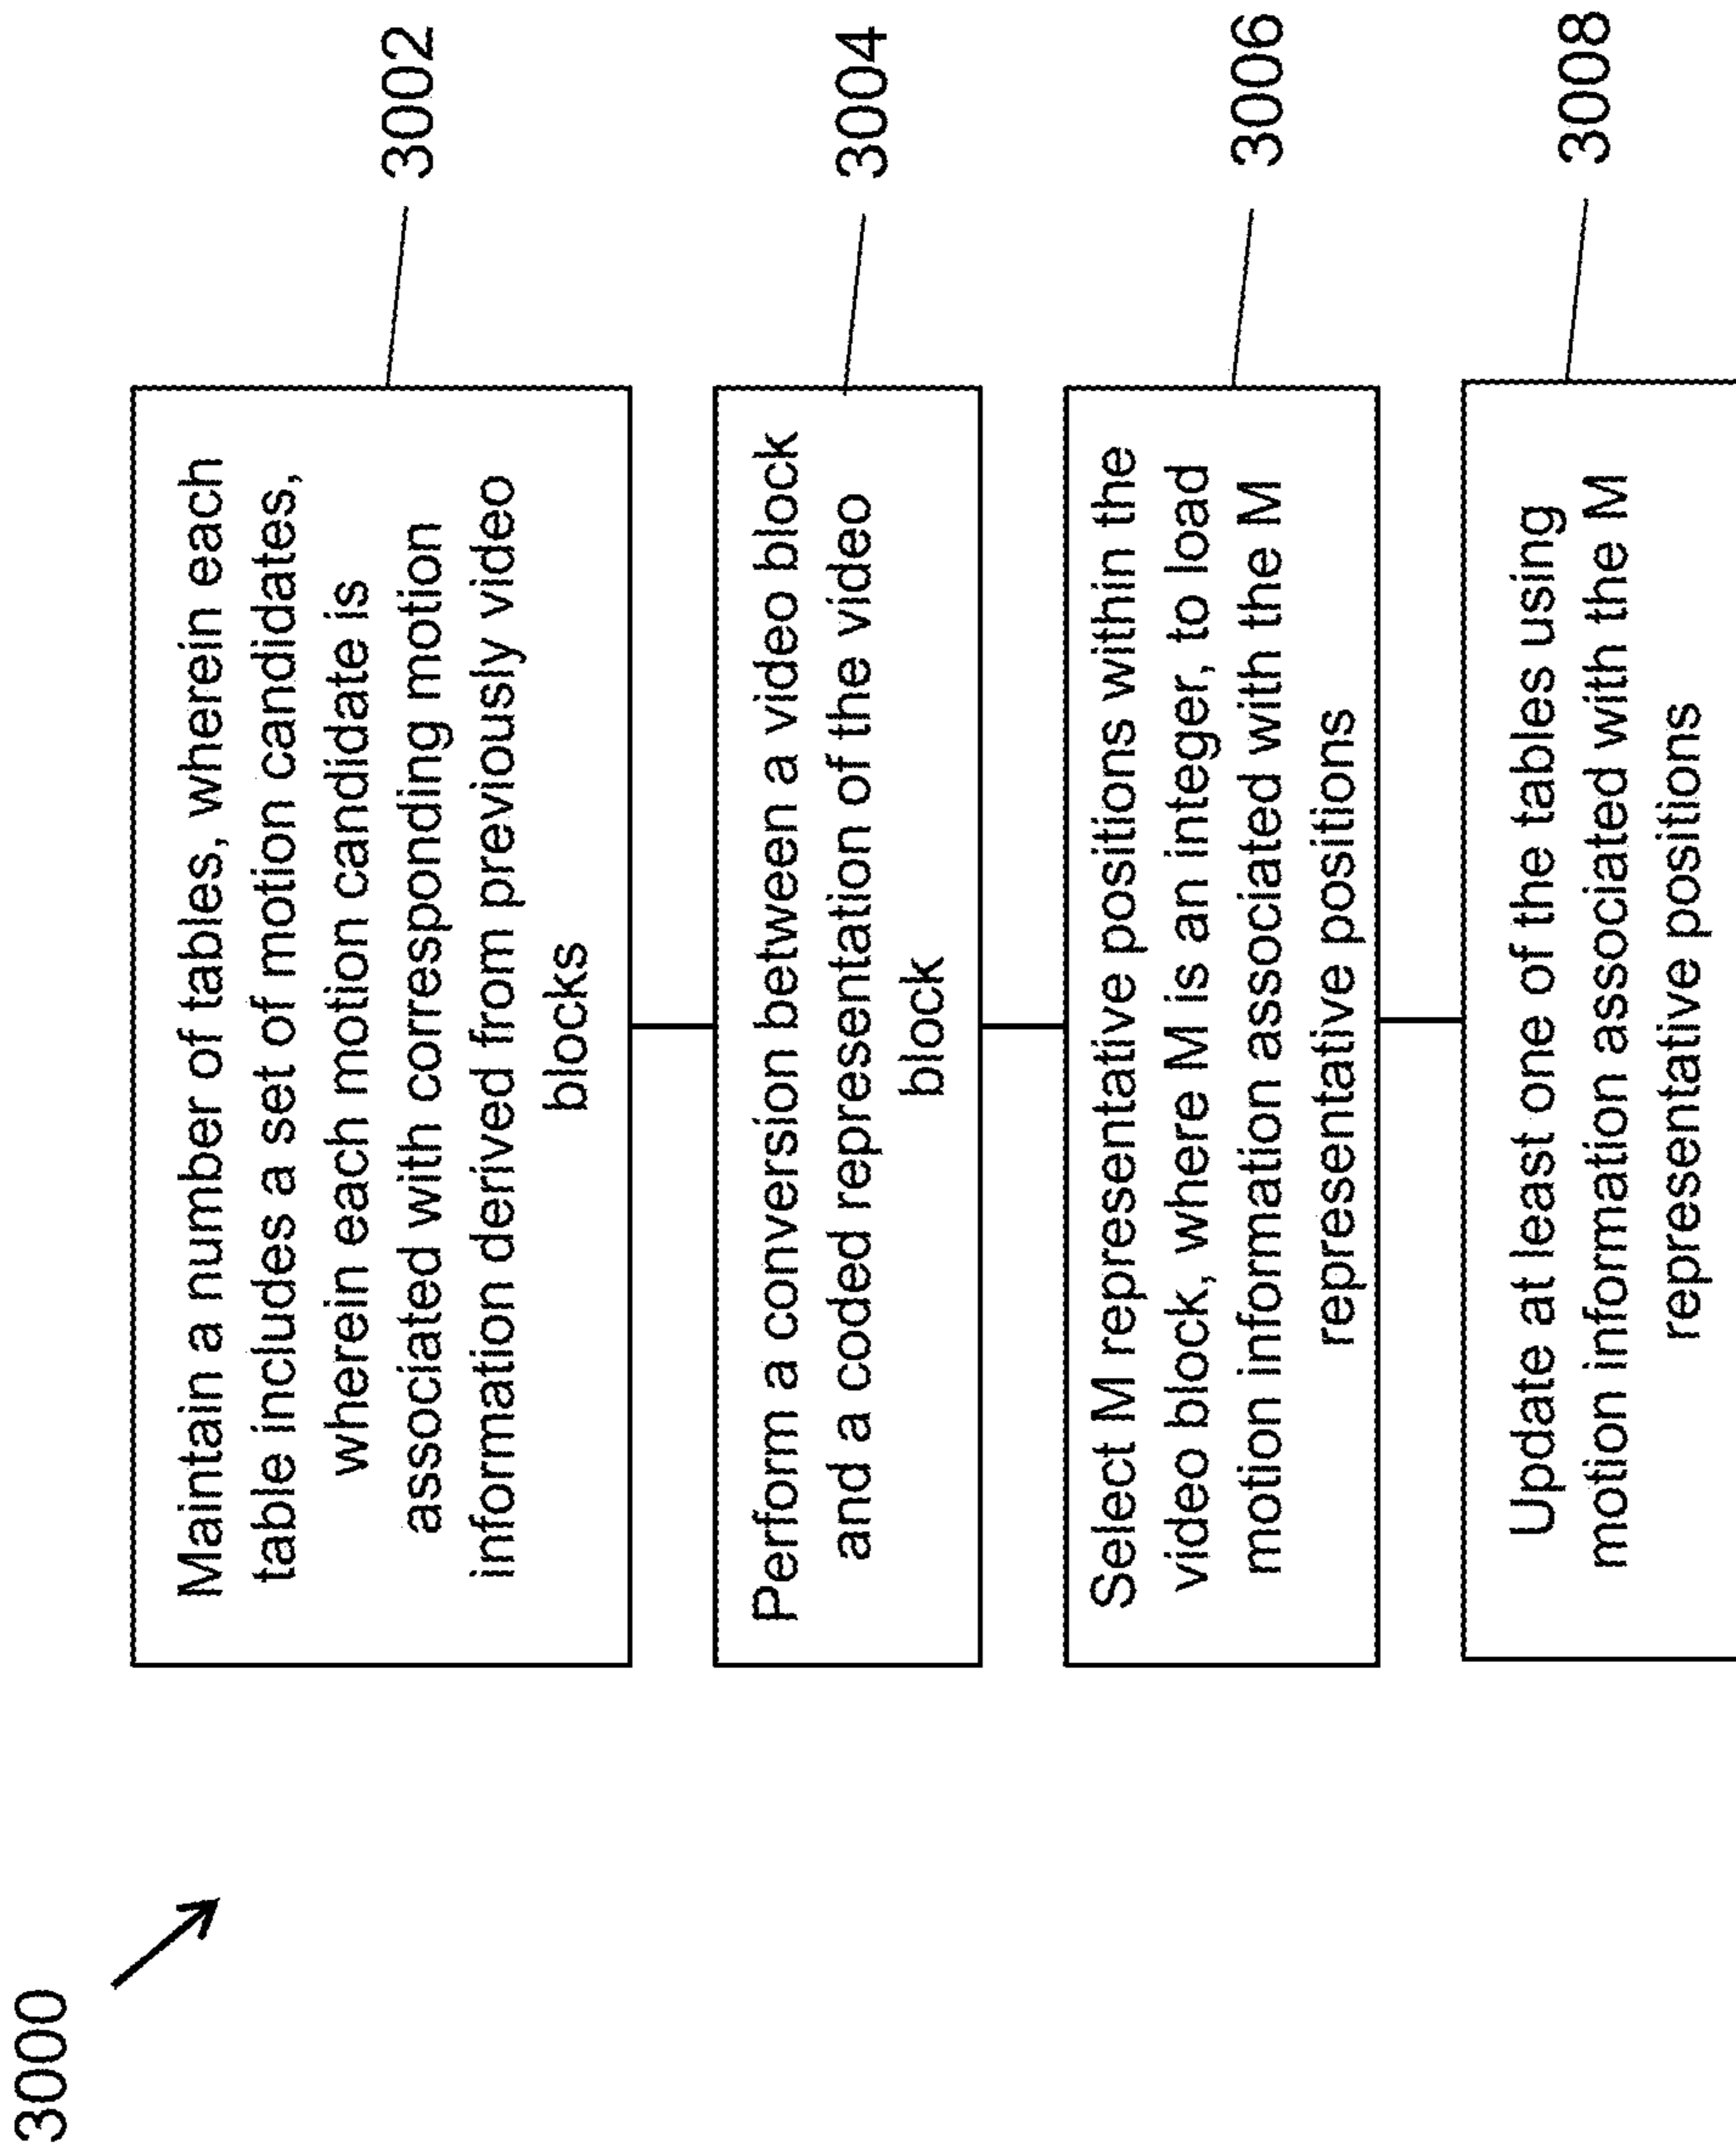 3000
Maintain a number of tables, wherein each
table includes a set of motion candidates,
wherein each motion candidate is
associated with corresponding motion
information derived from previously video
blocks
3002
Perform a conversion between a video block
and a coded representation of the video
block
3004
Select M representative positions within the
video block, where M is an integer, to load
motion information associated with the M
representative positions
3006
Update at least one of the tables using
motion information associated with the M
representative positions
3008